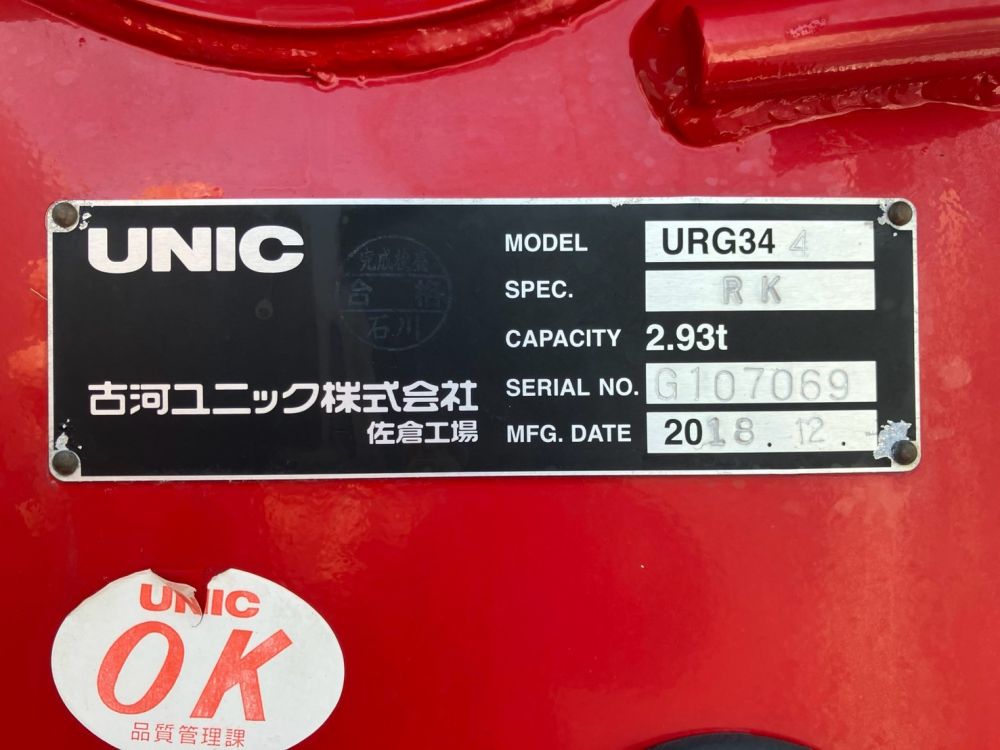 UNIC
完成検査
合格
石川
MODEL URG34 4
SPEC. RK
CAPACITY 2.93t
SERIAL NO. G107069
MFG. DATE 2018.12.
古河ユニック株式会社
佐倉工場
UNIC
OK
品質管理課